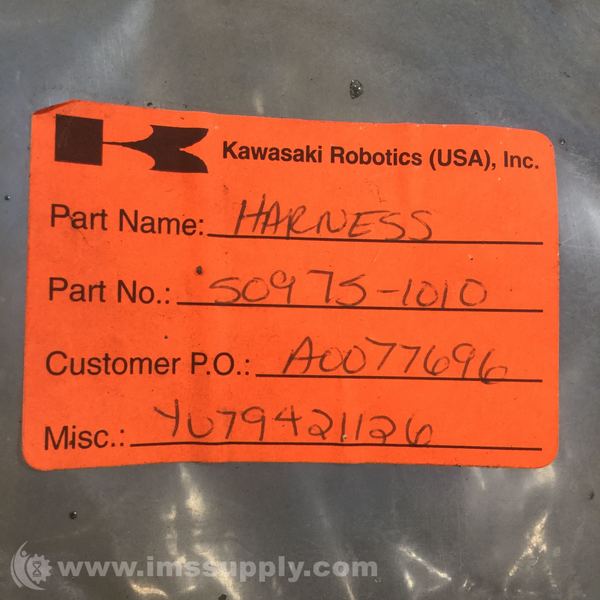 Kawasaki Robotics (USA), Inc.
Part Name: HARNESS
Part No.: 50975-1010
Customer P.O.: A0077696
Misc.: YU79421126
www.imssupply.com